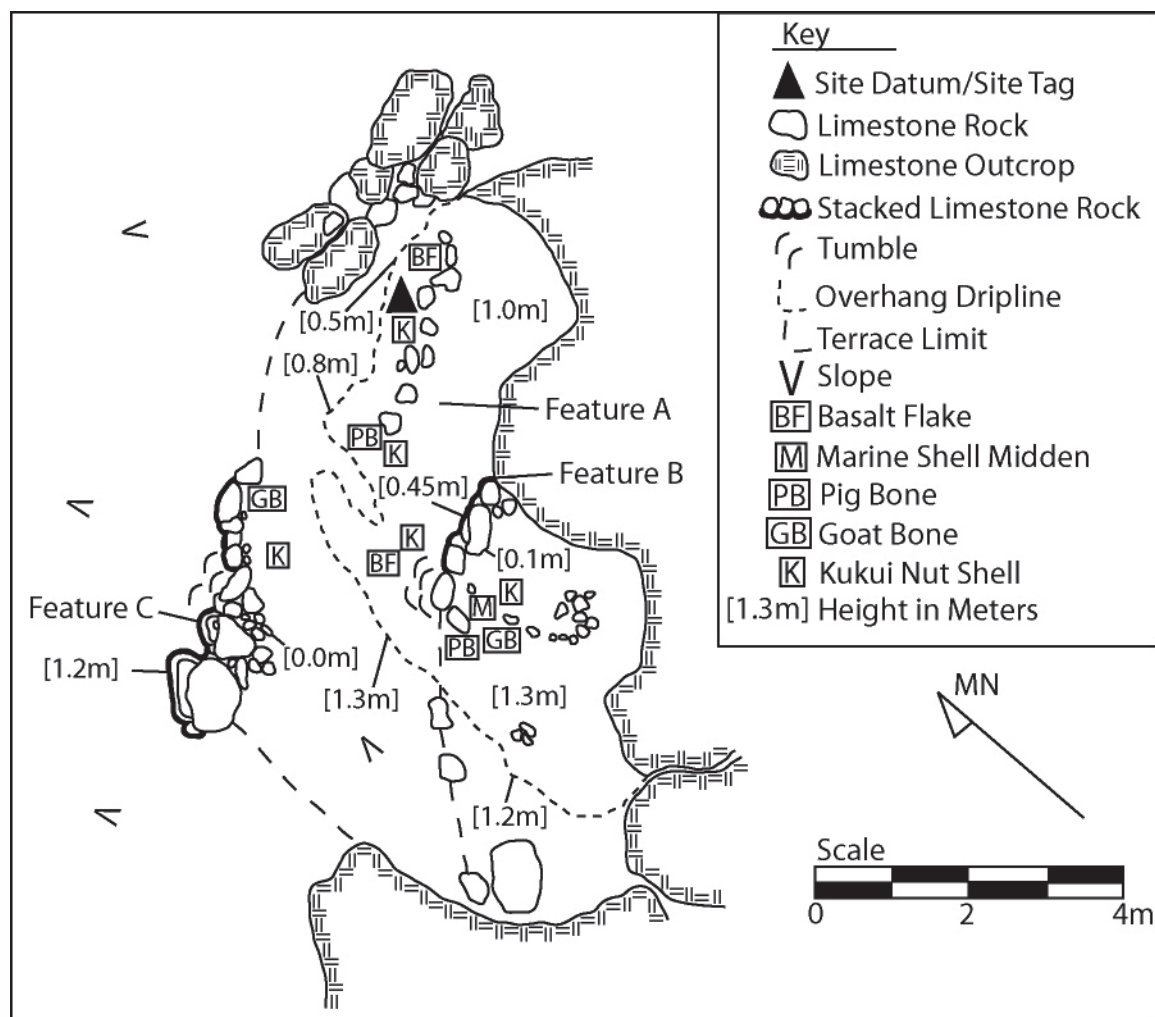 Key
Site Datum/Site Tag
Limestone Rock
Limestone Outcrop
Stacked Limestone Rock
Tumble
Overhang Dripline
Terrace Limit
V Slope
BF Basalt Flake
M Marine Shell Midden
PB Pig Bone
GB Goat Bone
K Kukui Nut Shell
[1.3m] Height in Meters
BF
[0.5m]
[1.0m]
K
[0.8m]
Feature A
PB
K
Feature B
[0.45m]
GB
K
K
BF
[0.1m]
K
M
Feature C
PB
GB
[0.0m]
[1.2m]
[1.3m]
[1.3m]
[1.2m]
MN
Scale
0 2 4m